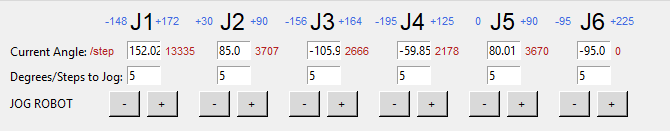 -148 J1 +172 +30 J2 +90 -156 J3 +164 -195 J4 +125 0 J5 +90 -95 J6 +225
Current Angle: /step 152.02 13335 85.0 3707 -105.9 2666 -59.85 2178 80.01 3670 -95.0 0
Degrees/Steps to Jog: 5 5 5 5 5 5
JOG ROBOT - + - + - + - + - + - +